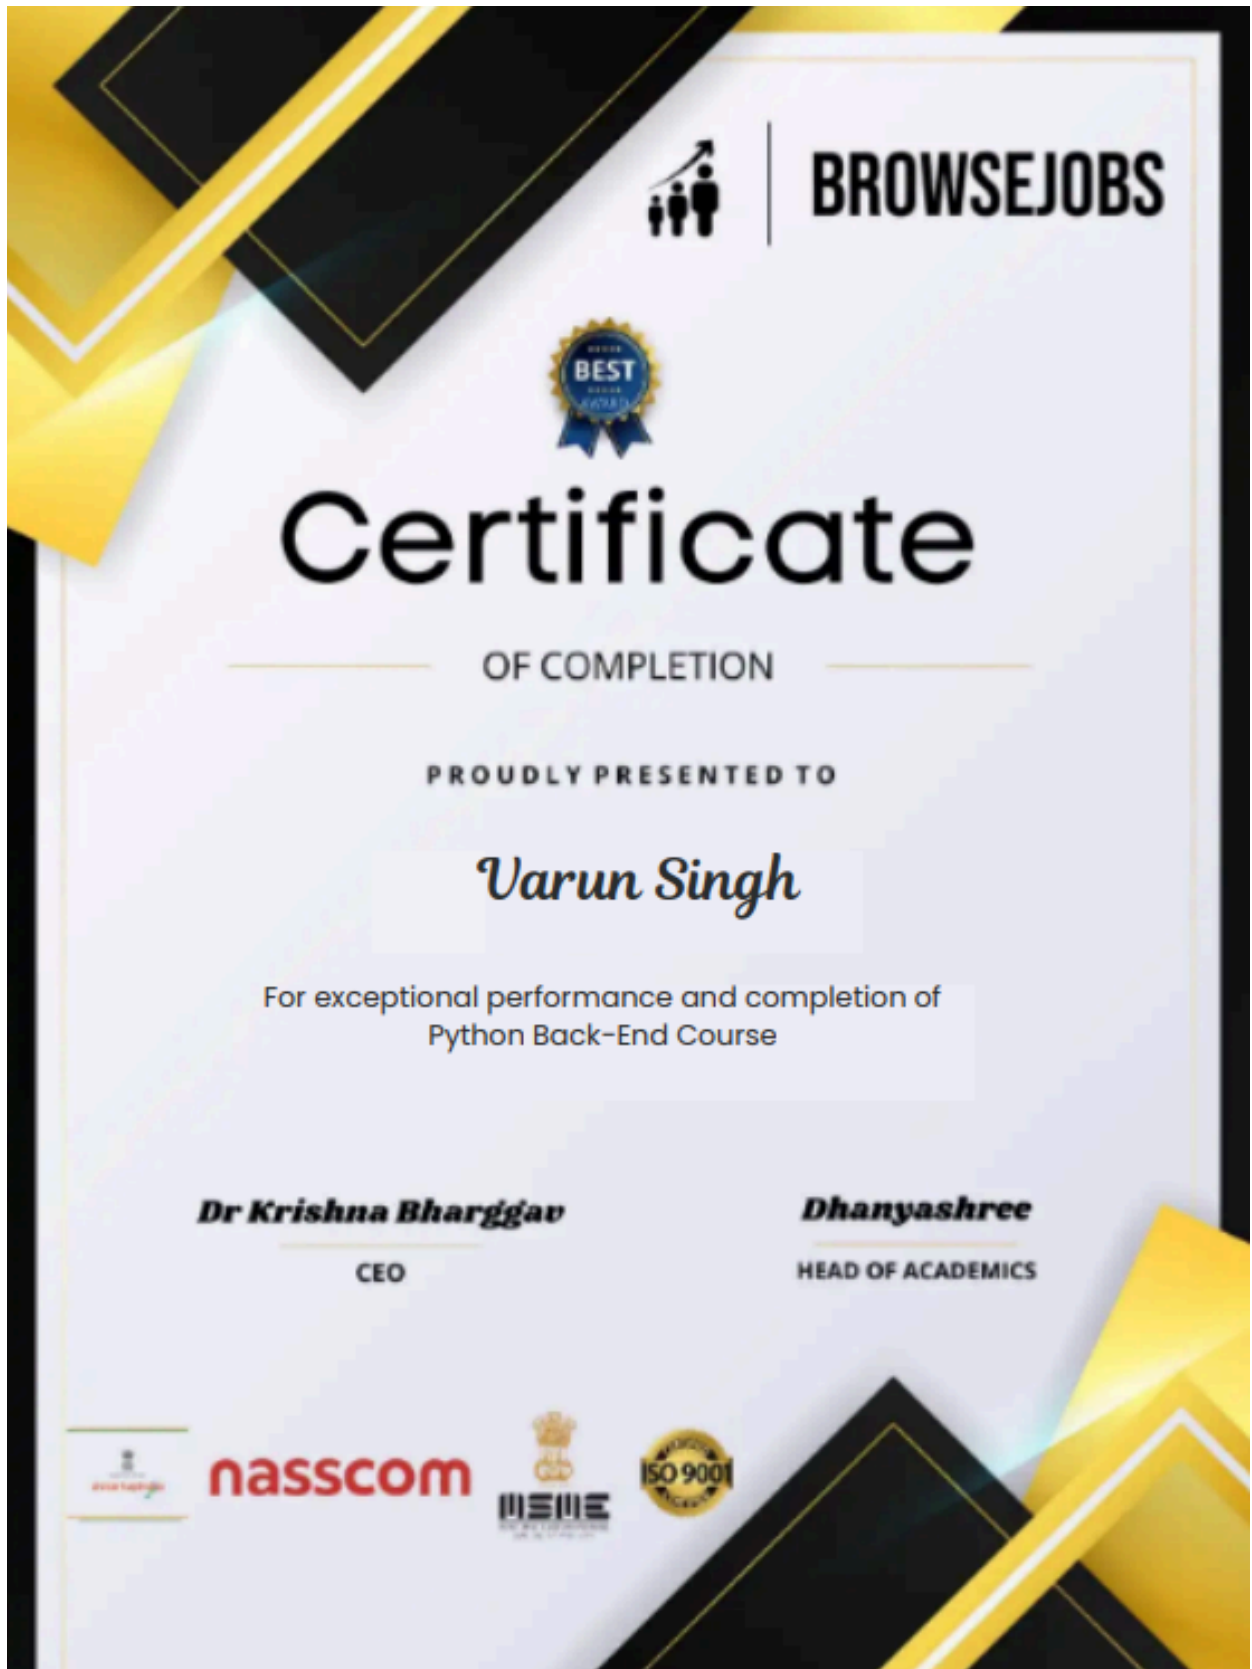 BROWSEJOBS
BEST
Certificate
OF COMPLETION
PROUDLY PRESENTED TO
Varun Singh
For exceptional performance and completion of
Python Back-End Course
Dr Krishna Bharggav
CEO
Dhanyashree
HEAD OF ACADEMICS
nasscom
MSME
ISO 9001